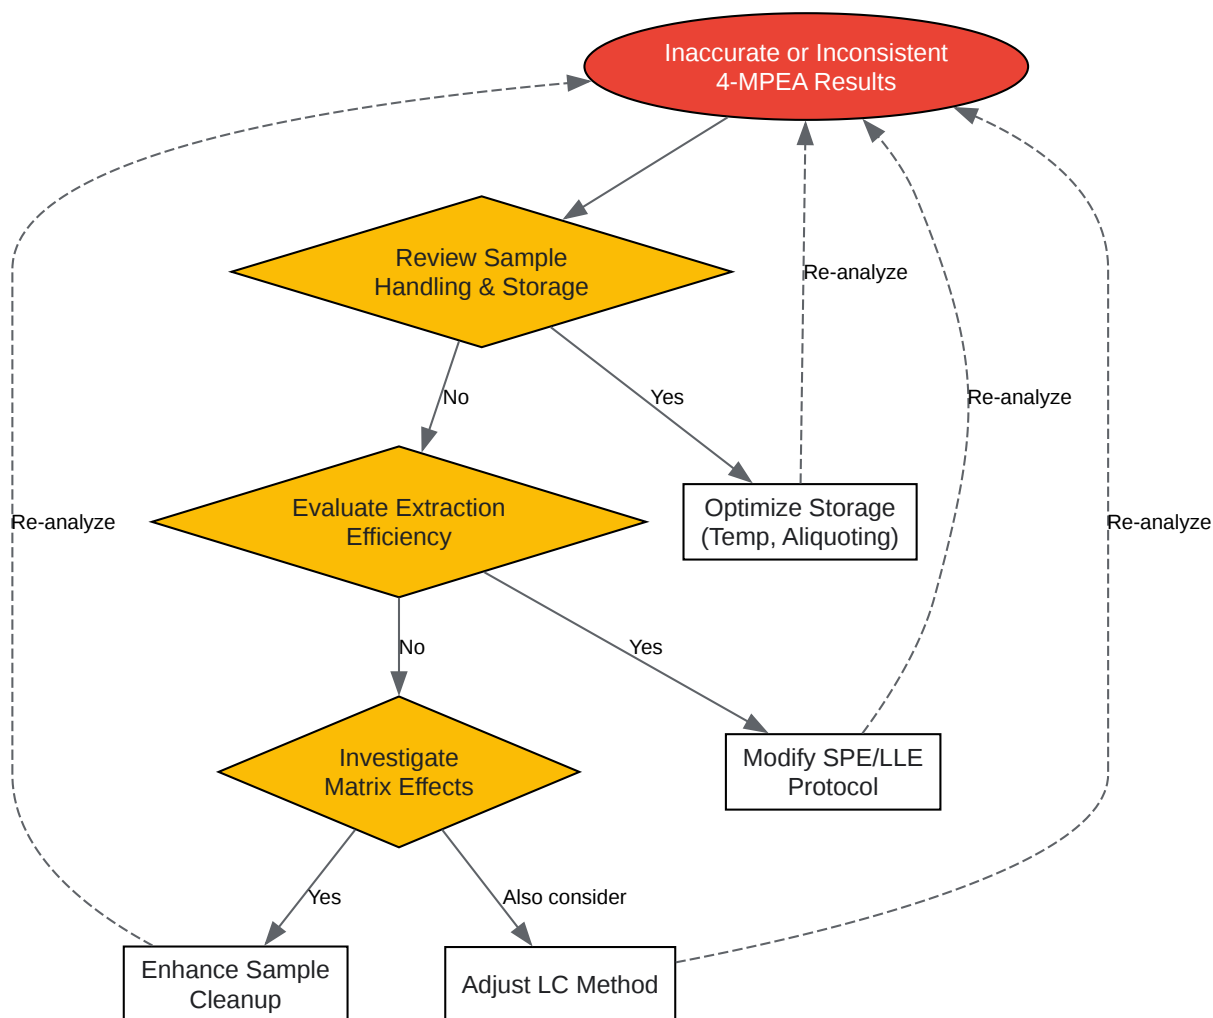 Inaccurate or Inconsistent
4-MPEA Results
Review Sample
Handling & Storage
Re-analyze
No
Yes
Re-analyze
Evaluate Extraction
Efficiency
Optimize Storage
(Temp, Aliquoting)
Re-analyze
Re-analyze
No
Yes
Investigate
Matrix Effects
Modify SPE/LLE
Protocol
Yes
Also consider
Enhance Sample
Cleanup
Adjust LC Method